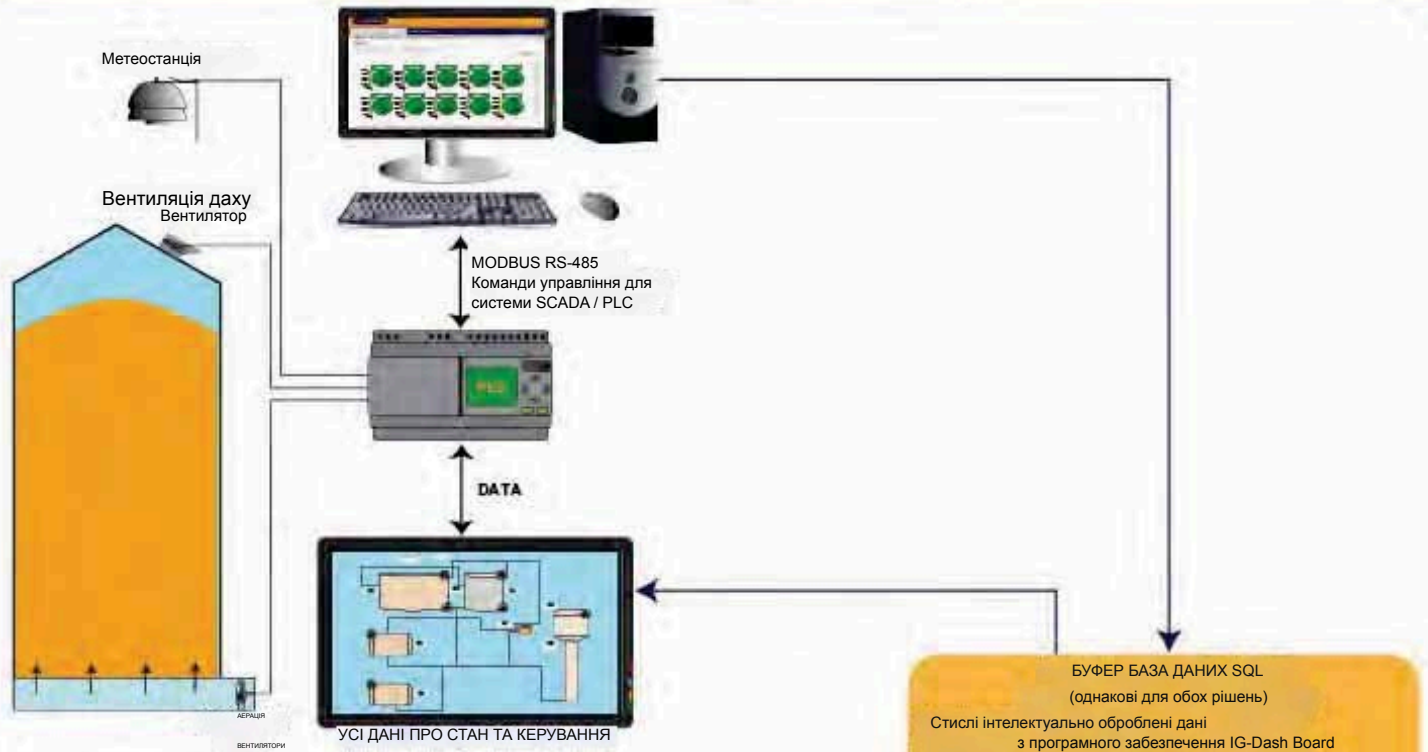 Метеостанція
Вентиляція даху
Вентилятор
MODBUS RS-485
Команди управління для
системи SCADA / PLC
PLC
DATA
АЕРАЦІЯ
ВЕНТИЛЯТОРИ
УСІ ДАНІ ПРО СТАН ТА КЕРУВАННЯ
БУФЕР БАЗА ДАНИХ SQL
(однакові для обох рішень)
Стислі інтелектуально оброблені дані
з програмного забезпечення IG-Dash Board